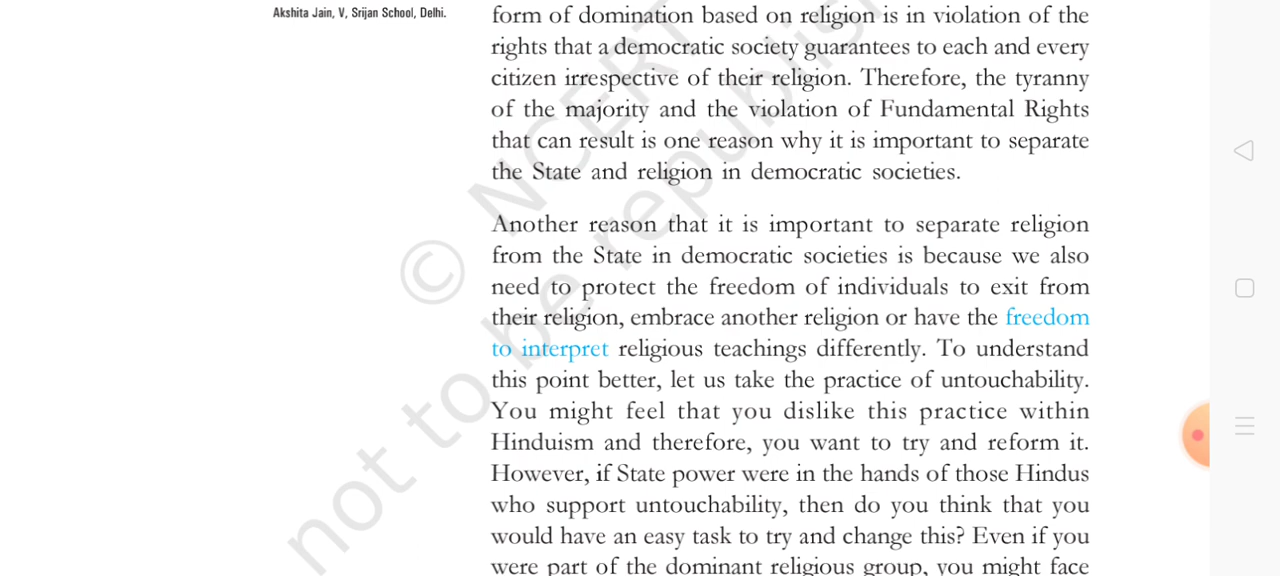 Akshita Jain, V, Srijan School, Delhi.
form of domination based on religion is in violation of the
rights that a democratic society guarantees to each and every
citizen irrespective of their religion. Therefore, the tyranny
of the majority and the violation of Fundamental Rights
that can result is one reason why it is important to separate
the State and religion in democratic societies.
Another reason that it is important to separate religion
from the State in democratic societies is because we also
need to protect the freedom of individuals to exit from
their religion, embrace another religion or have the freedom
to interpret religious teachings differently. To understand
this point better, let us take the practice of untouchability.
You might feel that you dislike this practice within
Hinduism and therefore, you want to try and reform it.
However, if State power were in the hands of those Hindus
who support untouchability, then do you think that you
would have an easy task to try and change this? Even if you
were part of the dominant religious group, you might face
© NCERT
not to be republis